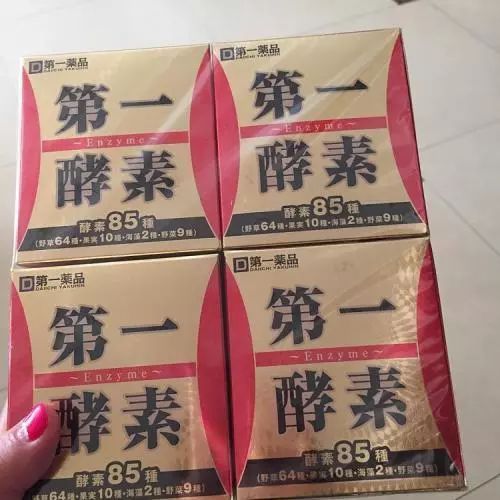 第一薬品
DAIICHI YAKUHIN
第一
~Enzyme~
酵素
酵素85種
(野草64種・果実10種・海藻2種・野菜9種)
第一薬品
DAIICHI YAKUHIN
第一
~Enzyme~
酵素
酵素85種
(野草64種・果実10種・海藻2種・野菜9種)
第一薬品
DAIICHI YAKUHIN
第一
~Enzyme~
酵素
酵素85種
草64種・果実10種・海藻2種・野菜9種)
第一薬品
DAIICHI YAKUHIN
第一
~Enzyme~
酵素
酵素85種
(野草64種・果実10種・海藻2種・野菜9種)